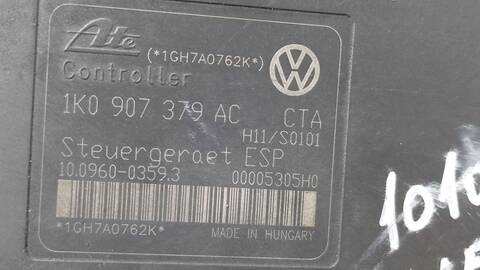 Ate (*1GH7A0762K*)
Controller
1K0 907 379 AC CTA
H11/S0101
Steuergeraet ESP
10.0960-0359.3 00005305H0
*1GH7A0762K* MADE IN HUNGARY
1010